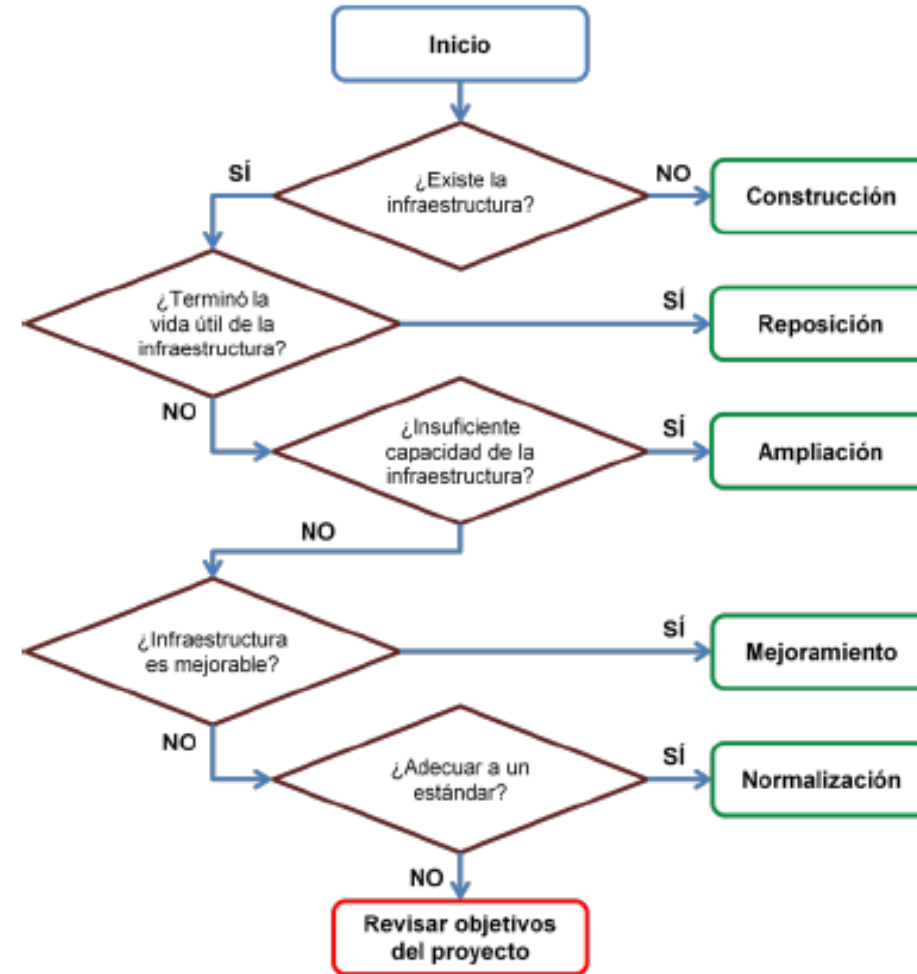 Inicio
¿Existe la
infraestructura?
SÍ
NO
Construcción
¿Terminó la
vida útil de la
infraestructura?
SÍ
Reposición
NO
¿Insuficiente
capacidad de la
infraestructura?
SÍ
Ampliación
NO
¿Infraestructura
es mejorable?
SÍ
Mejoramiento
NO
¿Adecuar a un
estándar?
SÍ
Normalización
NO
Revisar objetivos
del proyecto